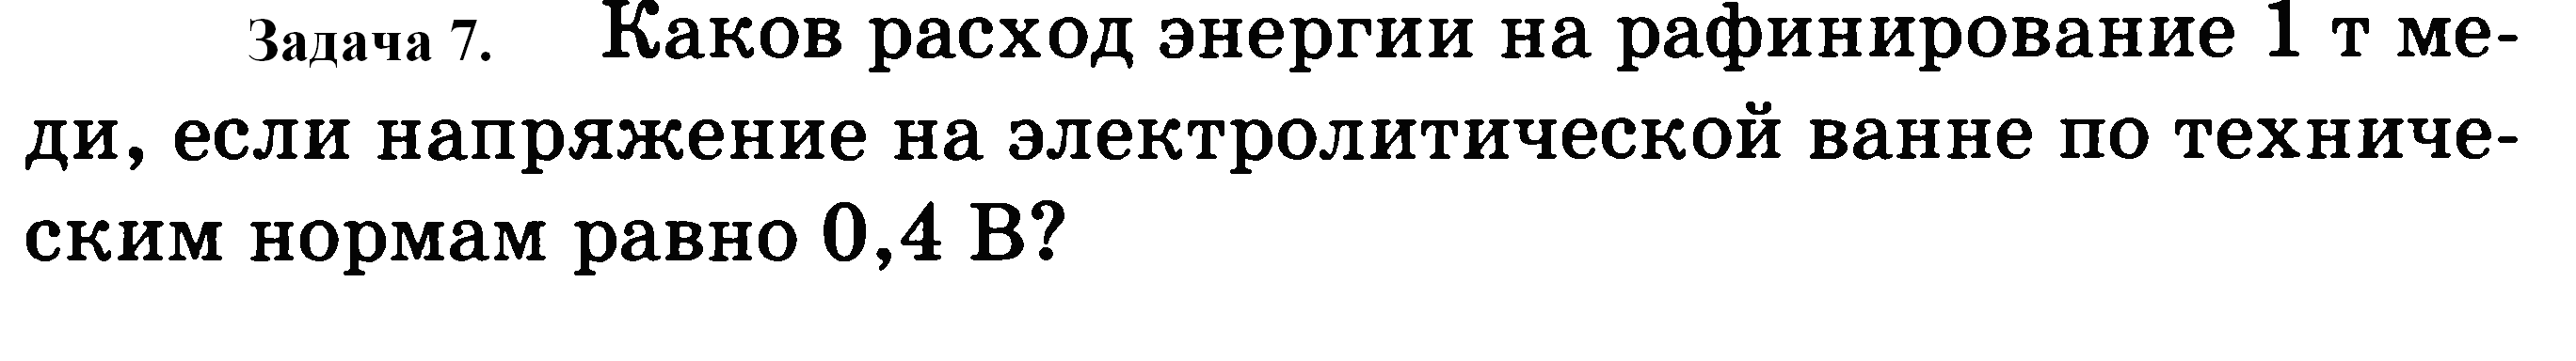 Задача 7. Каков расход энергии на рафинирование 1 т ме-
ди, если напряжение на электролитической ванне по техниче-
ским нормам равно 0,4 В?